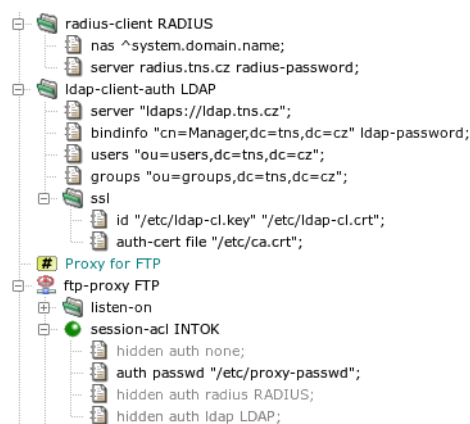 radius-client RADIUS
nas ^system.domain.name;
server radius.tns.cz radius-password;
ldap-client-auth LDAP
server "ldaps://ldap.tns.cz";
bindinfo "cn=Manager,dc=tns,dc=cz" ldap-password;
users "ou=users,dc=tns,dc=cz";
groups "ou=groups,dc=tns,dc=cz";
ssl
id "/etc/ldap-cl.key" "/etc/ldap-cl.crt";
auth-cert file "/etc/ca.crt";
# Proxy for FTP
ftp-proxy FTP
listen-on
session-acl INTOK
hidden auth none;
auth passwd "/etc/proxy-passwd";
hidden auth radius RADIUS;
hidden auth ldap LDAP;